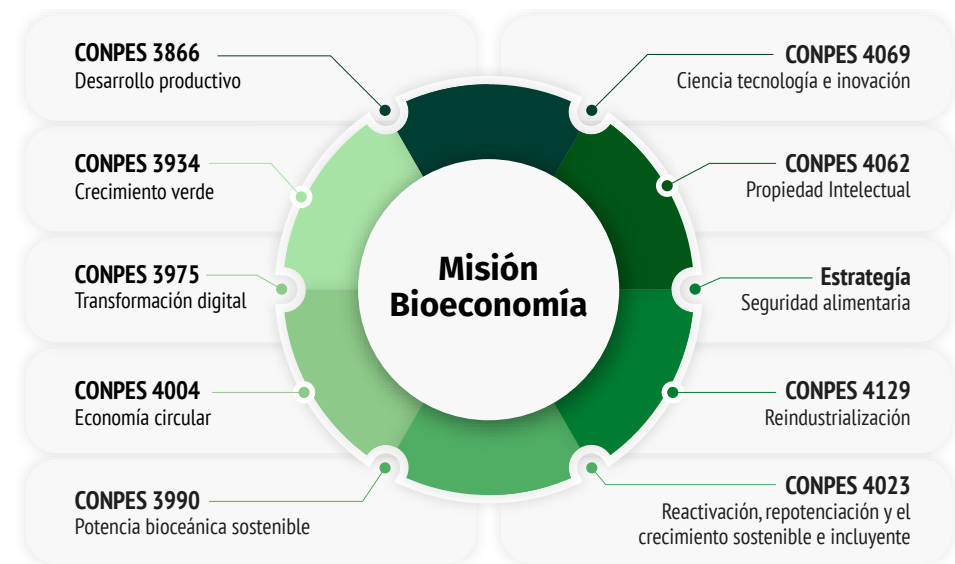 CONPES 3866
Desarrollo productivo
CONPES 3934
Crecimiento verde
CONPES 3975
Transformación digital
CONPES 4004
Economía circular
CONPES 3990
Potencia bioceánica sostenible
Misión
Bioeconomía
CONPES 4069
Ciencia tecnología e inovación
CONPES 4062
Propiedad Intelectual
Estrategía
Seguridad alimentaria
CONPES 4129
Reindustrialización
CONPES 4023
Reactivación, repotenciación y el
crecimiento sostenible e incluyente